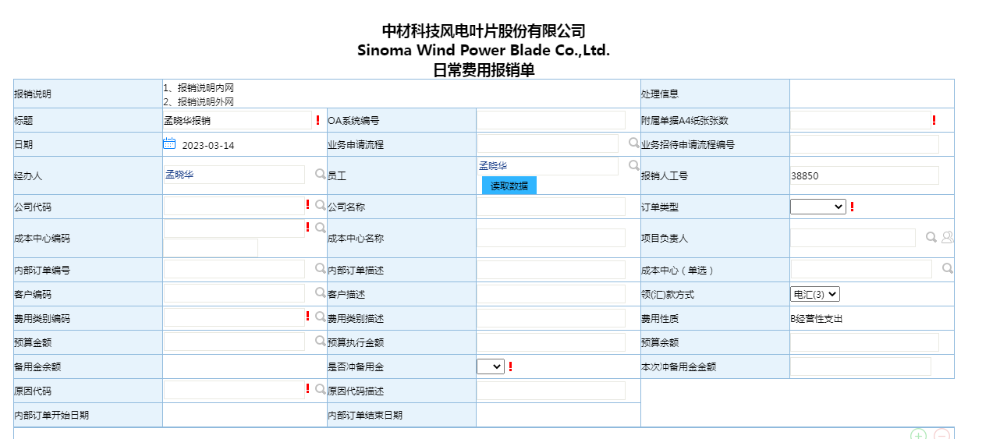 中材科技风电叶片股份有限公司
Sinoma Wind Power Blade Co.,Ltd.
日常费用报销单
报销说明 1、报销说明内网 处理信息
2、报销说明外网
标题 孟晓华报销 ! OA系统编号 附属单据A4纸张张数 !
日期 2023-03-14 业务申请流程 业务招待申请流程编号
经办人 孟晓华 员工 孟晓华 报销人工号 38850
读取数据
公司代码 ! 公司名称 订单类型 !
成本中心编码 ! 成本中心名称 项目负责人
内部订单编号 内部订单描述 成本中心（单选）
客户编码 客户描述 领(汇)款方式 电汇(3)
费用类别编码 ! 费用类别描述 费用性质 B经营性支出
预算金额 预算执行金额 预算余额
备用金余额 是否冲备用金 ! 本次冲备用金金额
原因代码 ! 原因代码描述
内部订单开始日期 内部订单结束日期